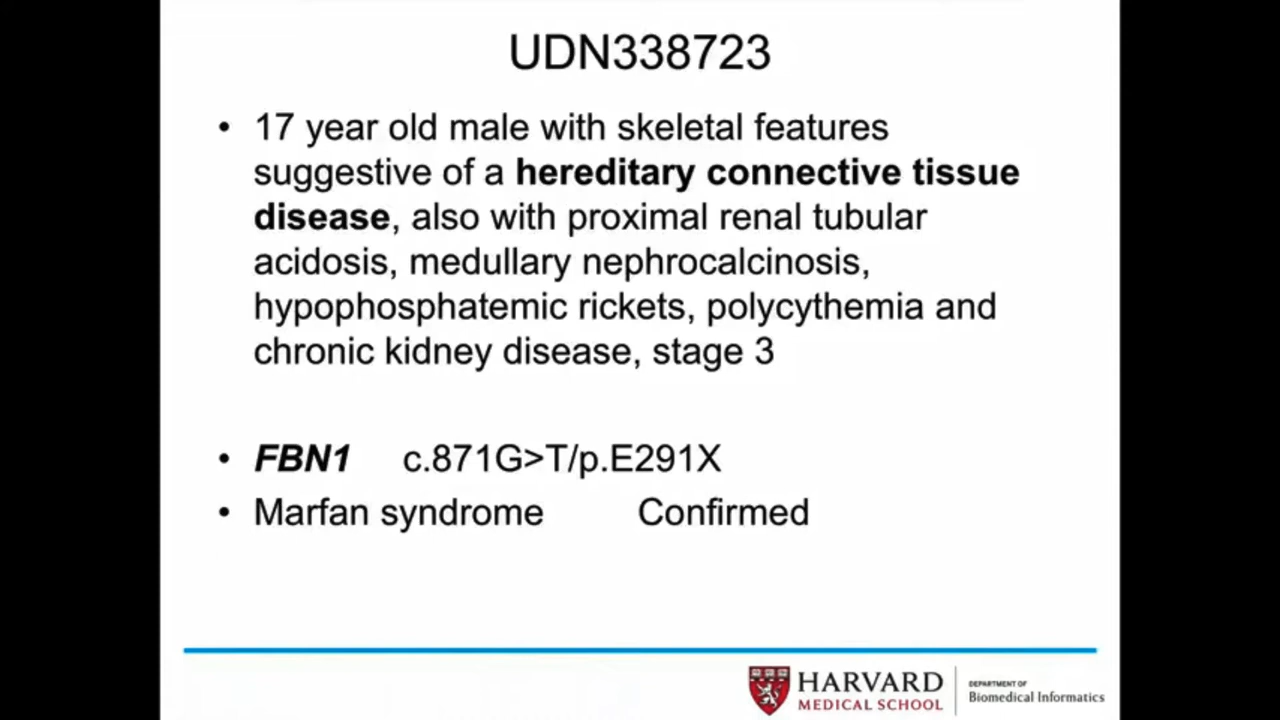 UDN338723
• 17 year old male with skeletal features
suggestive of a hereditary connective tissue
disease, also with proximal renal tubular
acidosis, medullary nephrocalcinosis,
hypophosphatemic rickets, polycythemia and
chronic kidney disease, stage 3
• FBN1 c.871G>T/p.E291X
• Marfan syndrome Confirmed
HARVARD
MEDICAL SCHOOL
DEPARTMENT OF
Biomedical Informatics